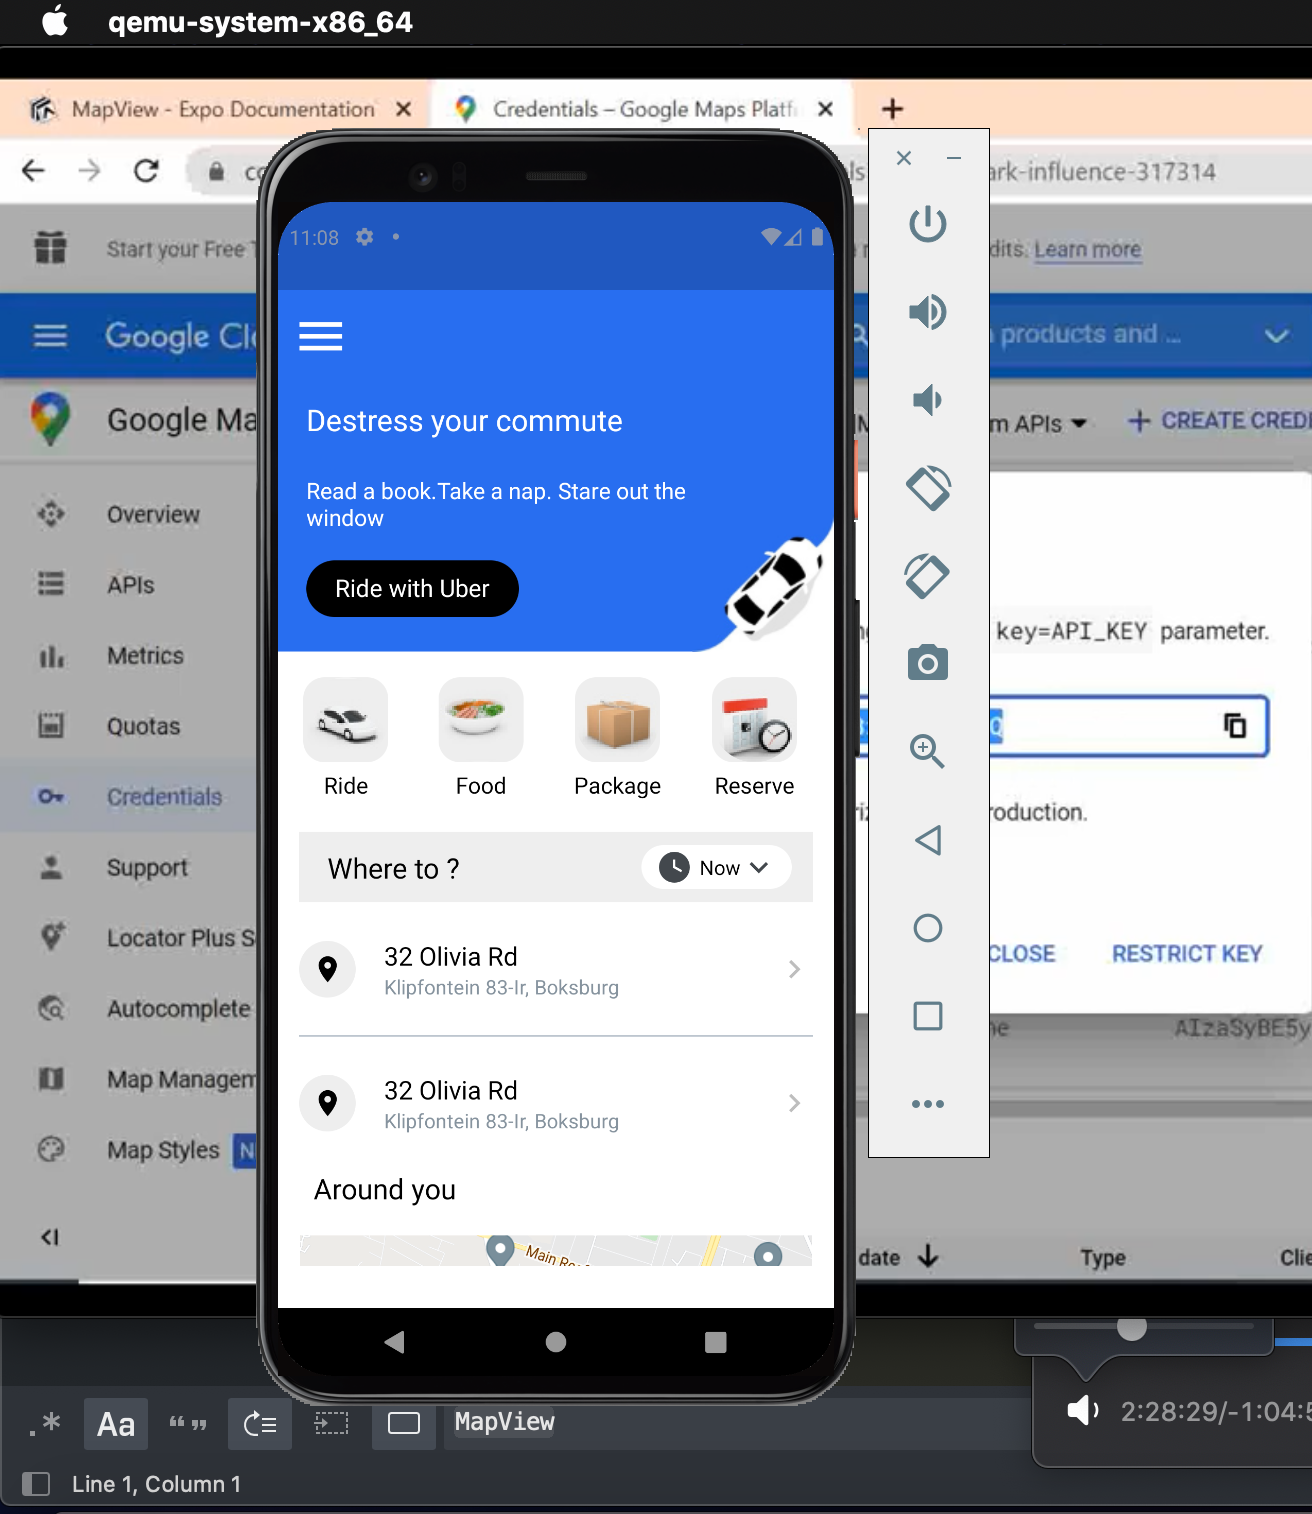 qemu-system-x86_64
MapView - Expo Documentation
Credentials – Google Maps Platf
ark-influence-317314
Start your Free
dits. Learn more
Google Cl
products and ...
Google Ma
m APIs
CREATE CREDI
Overview
APIs
Metrics
Quotas
Credentials
Support
Locator Plus S
Autocomplete
Map Managem
Map Styles
N
11:08
Destress your commute
Read a book.Take a nap. Stare out the
window
Ride with Uber
Ride
Food
Package
Reserve
Where to ?
Now
32 Olivia Rd
Klipfontein 83-Ir, Boksburg
32 Olivia Rd
Klipfontein 83-Ir, Boksburg
Around you
Main
key=API_KEY parameter.
roduction.
CLOSE
RESTRICT KEY
AIzaSyBE5y
date
Type
Clie
.*
Aa
“ ”
MapView
2:28:29/-1:04:5
Line 1, Column 1